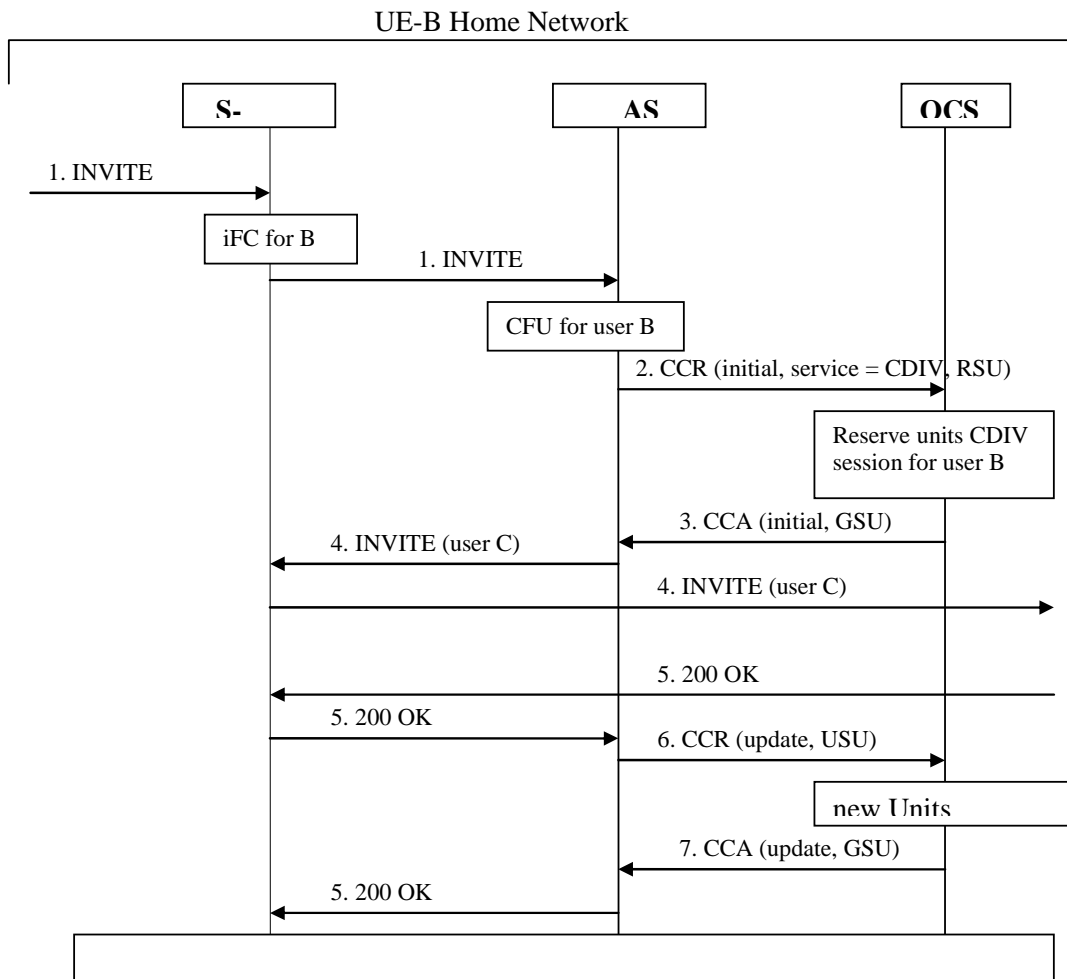 UE-B Home Network
S-
AS
OCS
1. INVITE
iFC for B
1. INVITE
CFU for user B
2. CCR (initial, service = CDIV, RSU)
Reserve units CDIV
session for user B
3. CCA (initial, GSU)
4. INVITE (user C)
4. INVITE (user C)
5. 200 OK
5. 200 OK
6. CCR (update, USU)
new Units
7. CCA (update, GSU)
5. 200 OK